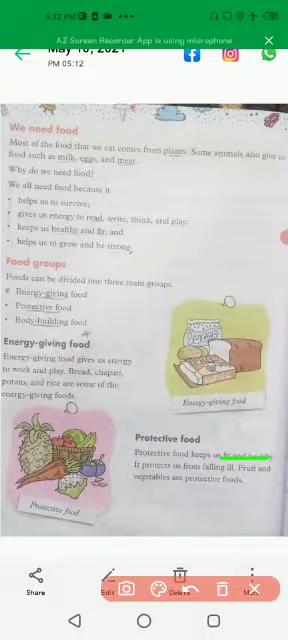 5:32 PM
AZ Screen Recorder App is using microphone
May 10, 2021
PM 05:12
We need food
Most of the food that we eat comes from plants. Some animals also give us
food such as milk, eggs, and meat.
Why do we need food?
We all need food because it
helps us to survive;
gives us energy to read, write, think, and play;
keeps us healthy and fit; and
helps us to grow and be strong.
Food groups
Foods can be divided into three main groups.
Energy-giving food
Protective food
Body-building food
Energy-giving food
Energy-giving food gives us energy
to work and play. Bread, chapati,
potato, and rice are some of the
energy-giving foods.
SUGAR
Energy-giving food
Protective food
Protective food keeps us fit and healthy.
It protects us from falling ill. Fruit and
vegetables are protective foods.
Protective food
Share
Edit
Delete